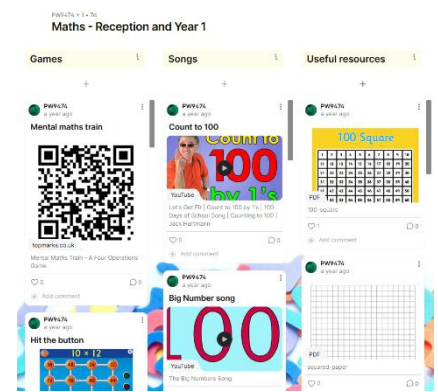 PW9474 + 1 • 7d
Maths - Reception and Year 1
Games
Songs
Useful resources
PW9474
a year ago
Mental maths train
topmarks.co.uk
Mental Maths Train - A Four Operations
Game
0
0
Add comment
PW9474
a year ago
Hit the button
10 × 12
PW9474
a year ago
Count to 100
Count to
100
by 1's
YouTube
Let's Get Fit | Count to 100 by 1's | 100
Days of School Song | Counting to 100 |
Jack Hartmann
0
0
Add comment
PW9474
a year ago
Big Number song
100
YouTube
The Big Numbers Song
PW9474
a year ago
100 Square
PDF
100 square
1
0
PW9474
a year ago
PDF
squared-paper
0
0